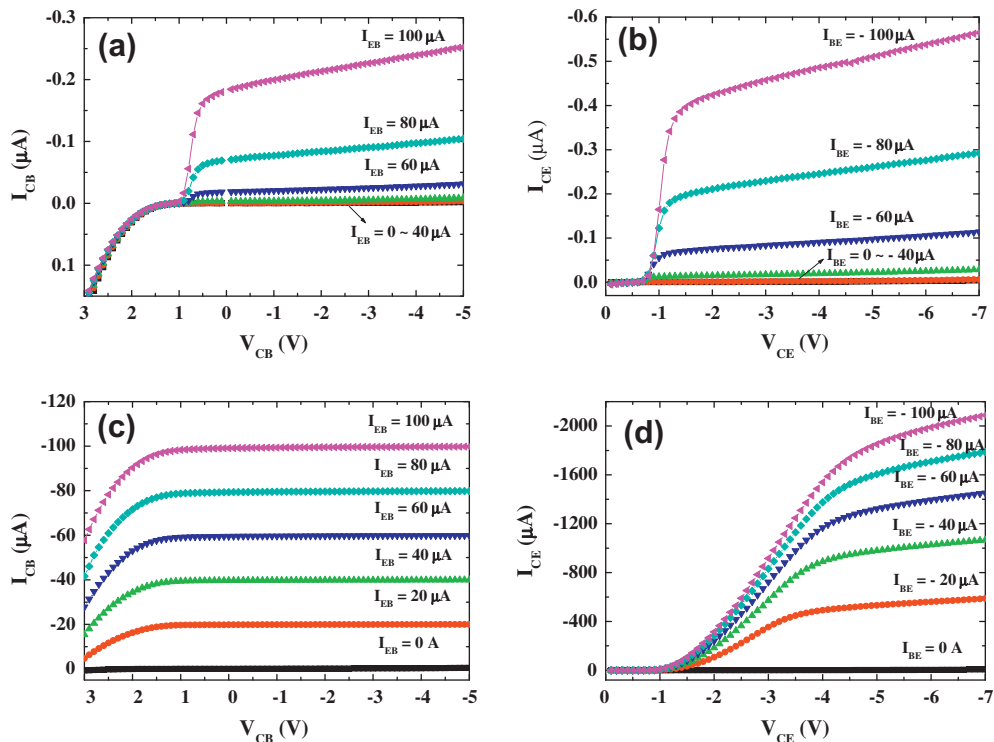 (a)
I_EB = 100 μA
I_EB = 80 μA
I_EB = 60 μA
I_EB = 0 ~ 40 μA
-0.3
-0.2
-0.1
0.0
0.1
I_CB (μA)
3 2 1 0 -1 -2 -3 -4 -5
V_CB (V)
(b)
I_BE = - 100 μA
I_BE = - 80 μA
I_BE = - 60 μA
I_BE = 0 ~ - 40 μA
-0.6
-0.5
-0.4
-0.3
-0.2
-0.1
0.0
I_CE (μA)
0 -1 -2 -3 -4 -5 -6 -7
V_CE (V)
(c)
I_EB = 100 μA
I_EB = 80 μA
I_EB = 60 μA
I_EB = 40 μA
I_EB = 20 μA
I_EB = 0 A
-120
-100
-80
-60
-40
-20
0
I_CB (μA)
3 2 1 0 -1 -2 -3 -4 -5
V_CB (V)
(d)
I_BE = - 100 μA
I_BE = - 80 μA
I_BE = - 60 μA
I_BE = - 40 μA
I_BE = - 20 μA
I_BE = 0 A
-2000
-1600
-1200
-800
-400
0
I_CE (μA)
0 -1 -2 -3 -4 -5 -6 -7
V_CE (V)